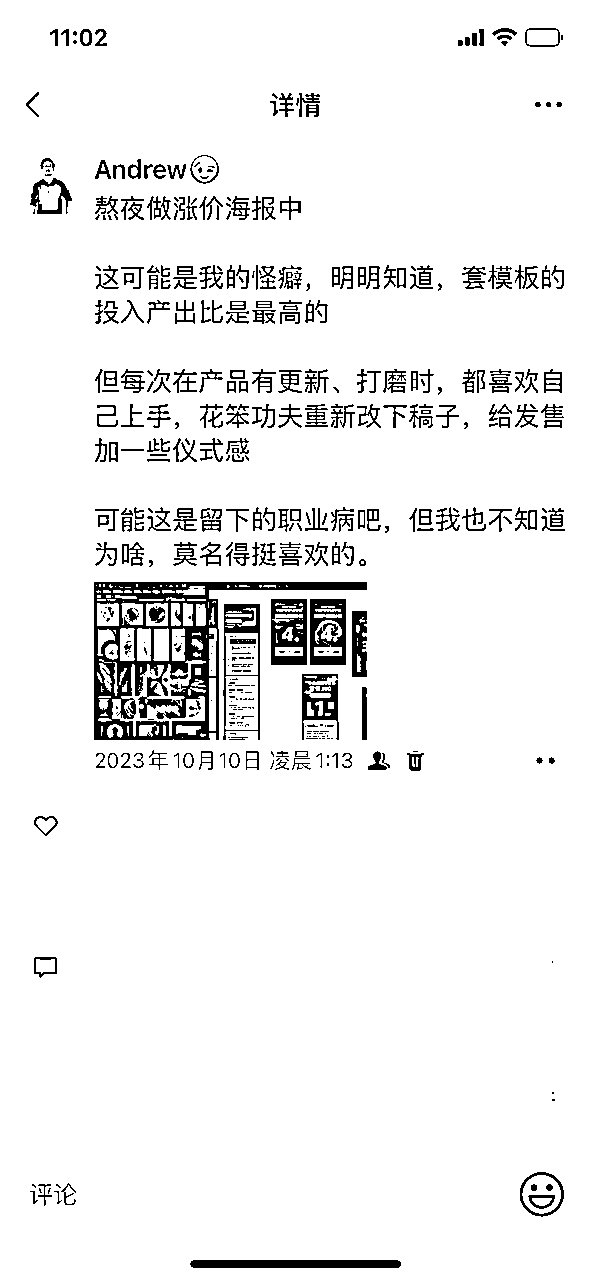 11:02
详情
Andrew
熬夜做涨价海报中
这可能是我的怪癖，明明知道，套模板的
投入产出比是最高的
但每次在产品有更新、打磨时，都喜欢自
己上手，花笨功夫重新改下稿子，给发售
加一些仪式感
可能这是留下的职业病吧，但我也不知道
为啥，莫名得挺喜欢的。
2023年10月10日 凌晨1:13
评论